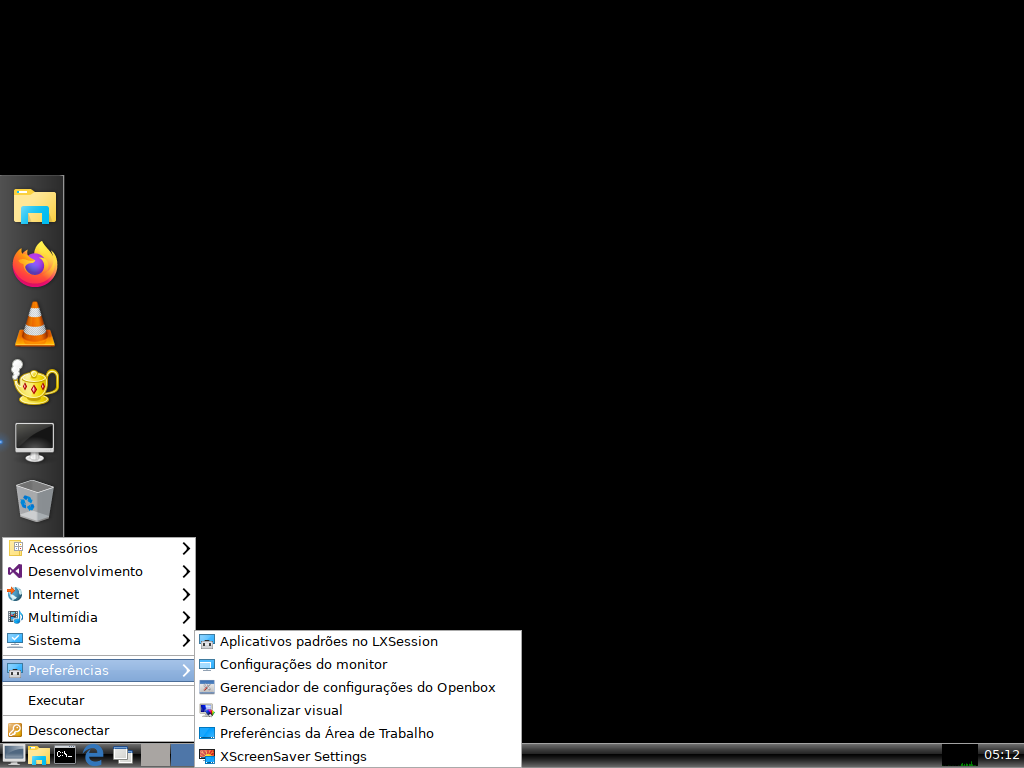 Acessórios
Desenvolvimento
Internet
Multimídia
Sistema
Preferências
Executar
Desconectar
Aplicativos padrões no LXSession
Configurações do monitor
Gerenciador de configurações do Openbox
Personalizar visual
Preferências da Área de Trabalho
XScreenSaver Settings
C:\_
05:12